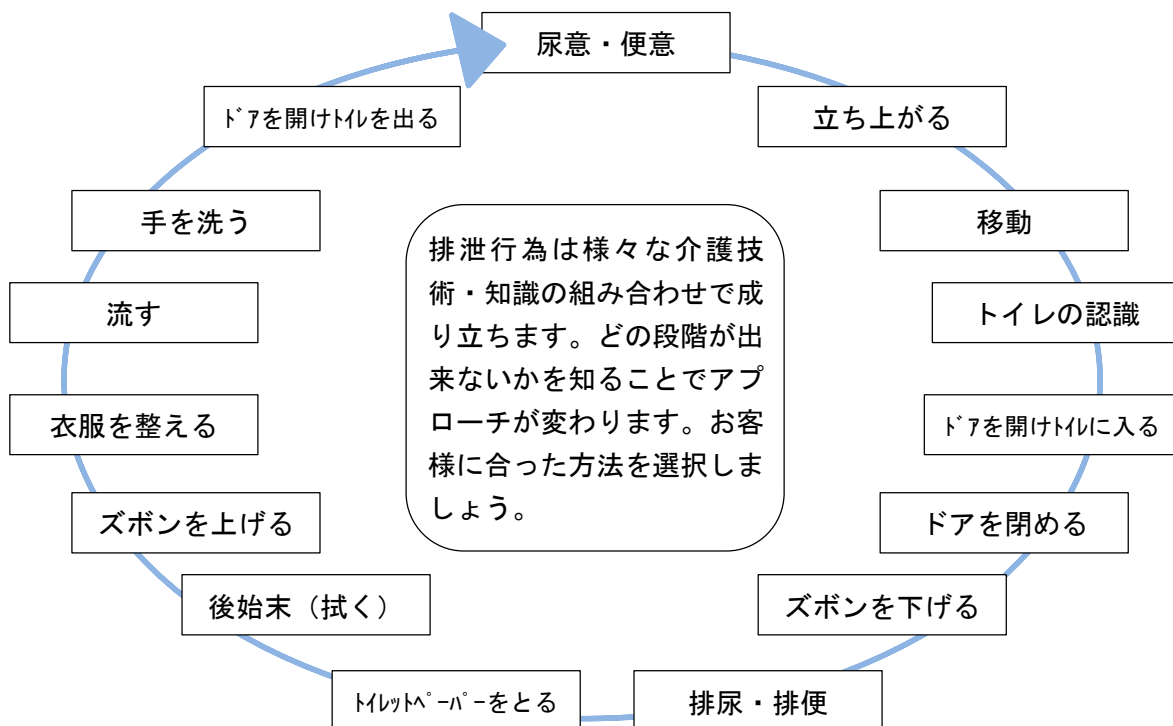 尿意・便意
立ち上がる
移動
トイレの認識
ﾄﾞｱを開けﾄｲﾚに入る
ドアを閉める
ズボンを下げる
排尿・排便
ﾄｲﾚｯﾄﾍﾟｰﾊﾟｰをとる
後始末（拭く）
ズボンを上げる
衣服を整える
流す
手を洗う
ﾄﾞｱを開けﾄｲﾚを出る
排泄行為は様々な介護技
術・知識の組み合わせで成
り立ちます。どの段階が出
来ないかを知ることでアプ
ローチが変わります。お客
様に合った方法を選択しま
しょう。